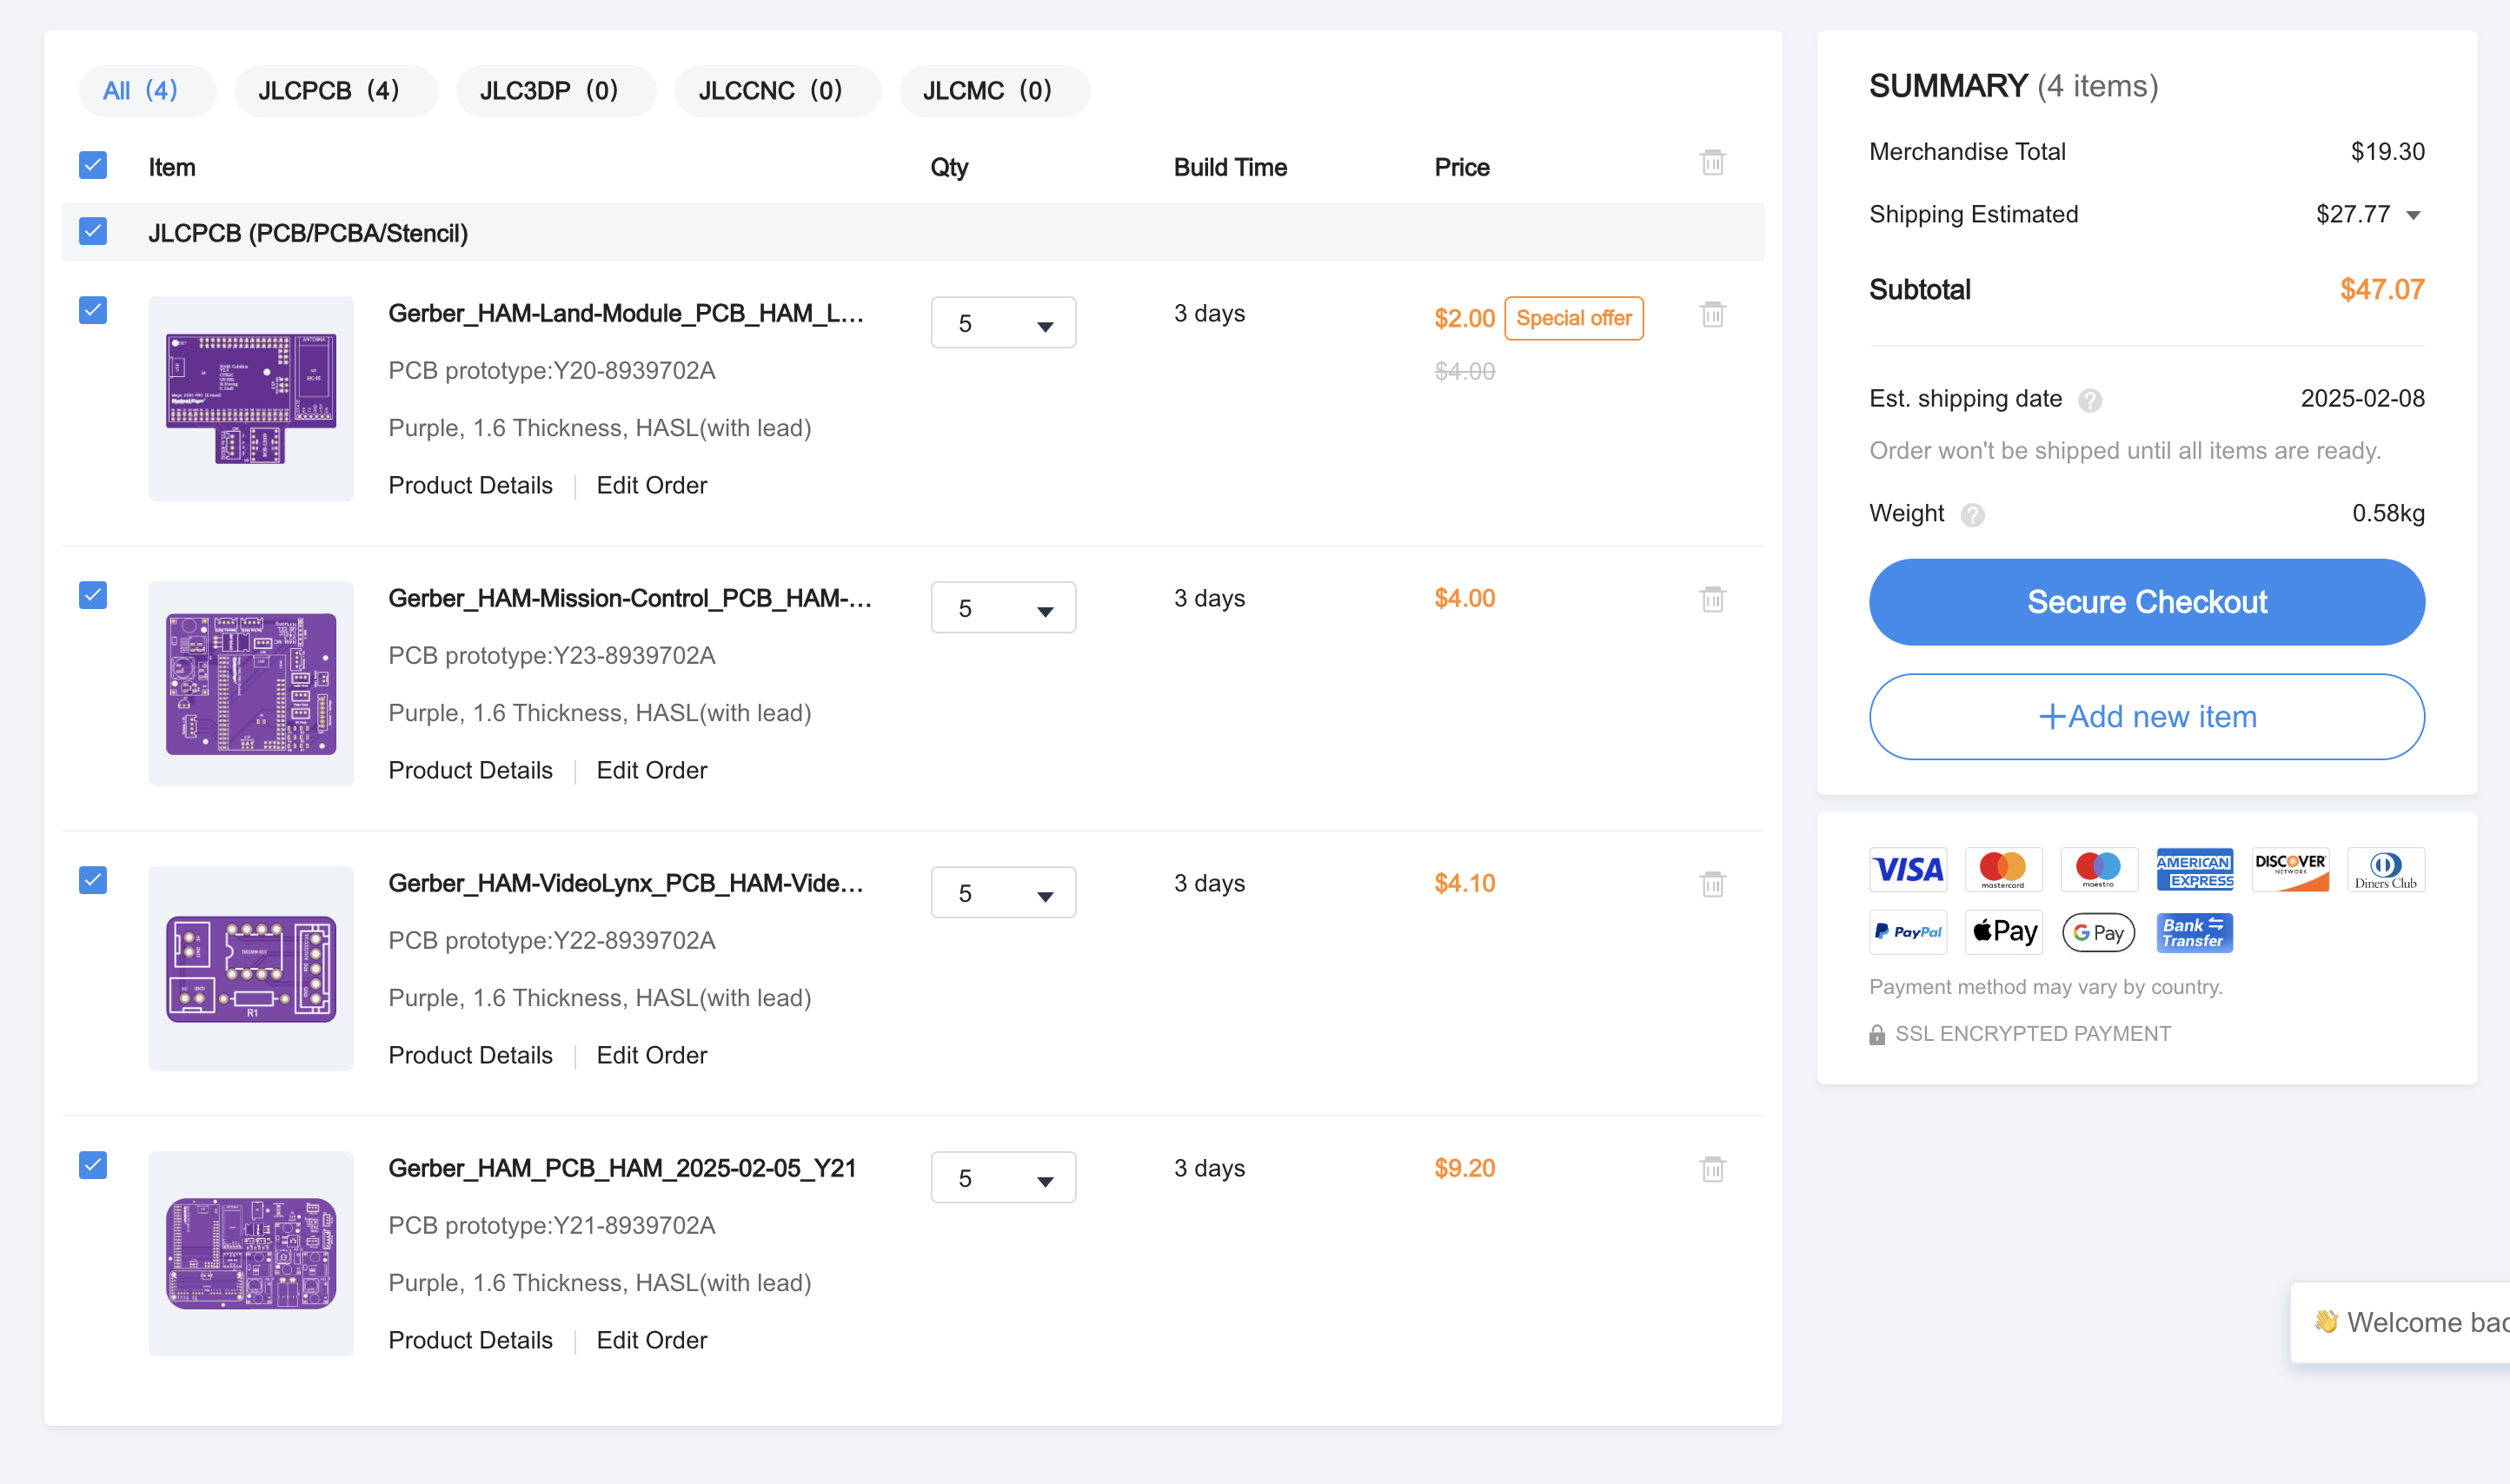 All (4)
JLCPCB (4)
JLC3DP (0)
JLCCNC (0)
JLCMC (0)
Item
Qty
Build Time
Price
JLCPCB (PCB/PCBA/Stencil)
Gerber_HAM-Land-Module_PCB_HAM_L...
5
3 days
$2.00
Special offer
$4.00
PCB prototype:Y20-8939702A
Purple, 1.6 Thickness, HASL(with lead)
Product Details | Edit Order
Gerber_HAM-Mission-Control_PCB_HAM-...
5
3 days
$4.00
PCB prototype:Y23-8939702A
Purple, 1.6 Thickness, HASL(with lead)
Product Details | Edit Order
Gerber_HAM-VideoLynx_PCB_HAM-Vide...
5
3 days
$4.10
PCB prototype:Y22-8939702A
Purple, 1.6 Thickness, HASL(with lead)
Product Details | Edit Order
R1
Gerber_HAM_PCB_HAM_2025-02-05_Y21
5
3 days
$9.20
PCB prototype:Y21-8939702A
Purple, 1.6 Thickness, HASL(with lead)
Product Details | Edit Order
SUMMARY (4 items)
Merchandise Total $19.30
Shipping Estimated $27.77
Subtotal $47.07
Est. shipping date ? 2025-02-08
Order won't be shipped until all items are ready.
Weight ? 0.58kg
Secure Checkout
+Add new item
VISA
mastercard
maestro
AMERICAN EXPRESS
DISCOVER NETWORK
Diners Club
PayPal
Pay
G Pay
Bank Transfer
Payment method may vary by country.
SSL ENCRYPTED PAYMENT
👋 Welcome bac